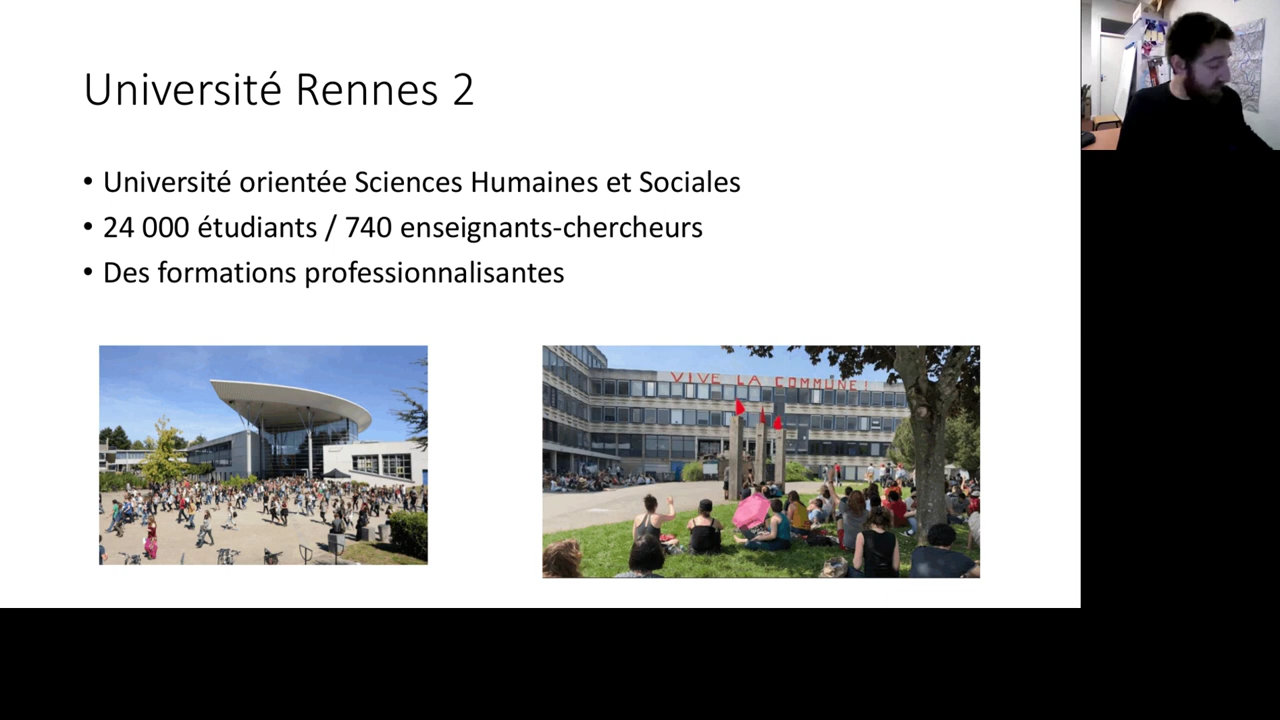 Université Rennes 2
• Université orientée Sciences Humaines et Sociales
• 24 000 étudiants / 740 enseignants-chercheurs
• Des formations professionnalisantes
VIVE LA COMMUNE!